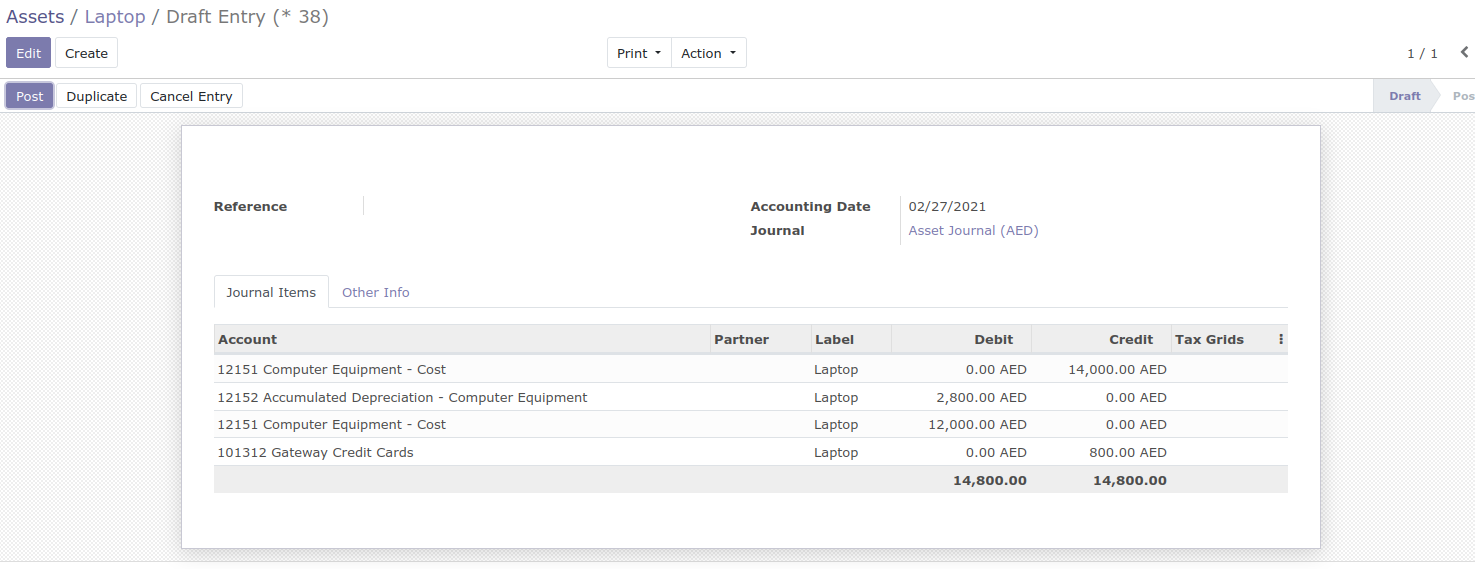 Assets / Laptop / Draft Entry (* 38)
Edit Create Print Action 1 / 1
Post Duplicate Cancel Entry Draft Pos
Reference Accounting Date 02/27/2021
Journal Asset Journal (AED)
Journal Items Other Info
Account Partner Label Debit Credit Tax Grids
12151 Computer Equipment - Cost Laptop 0.00 AED 14,000.00 AED
12152 Accumulated Depreciation - Computer Equipment Laptop 2,800.00 AED 0.00 AED
12151 Computer Equipment - Cost Laptop 12,000.00 AED 0.00 AED
101312 Gateway Credit Cards Laptop 0.00 AED 800.00 AED
14,800.00 14,800.00